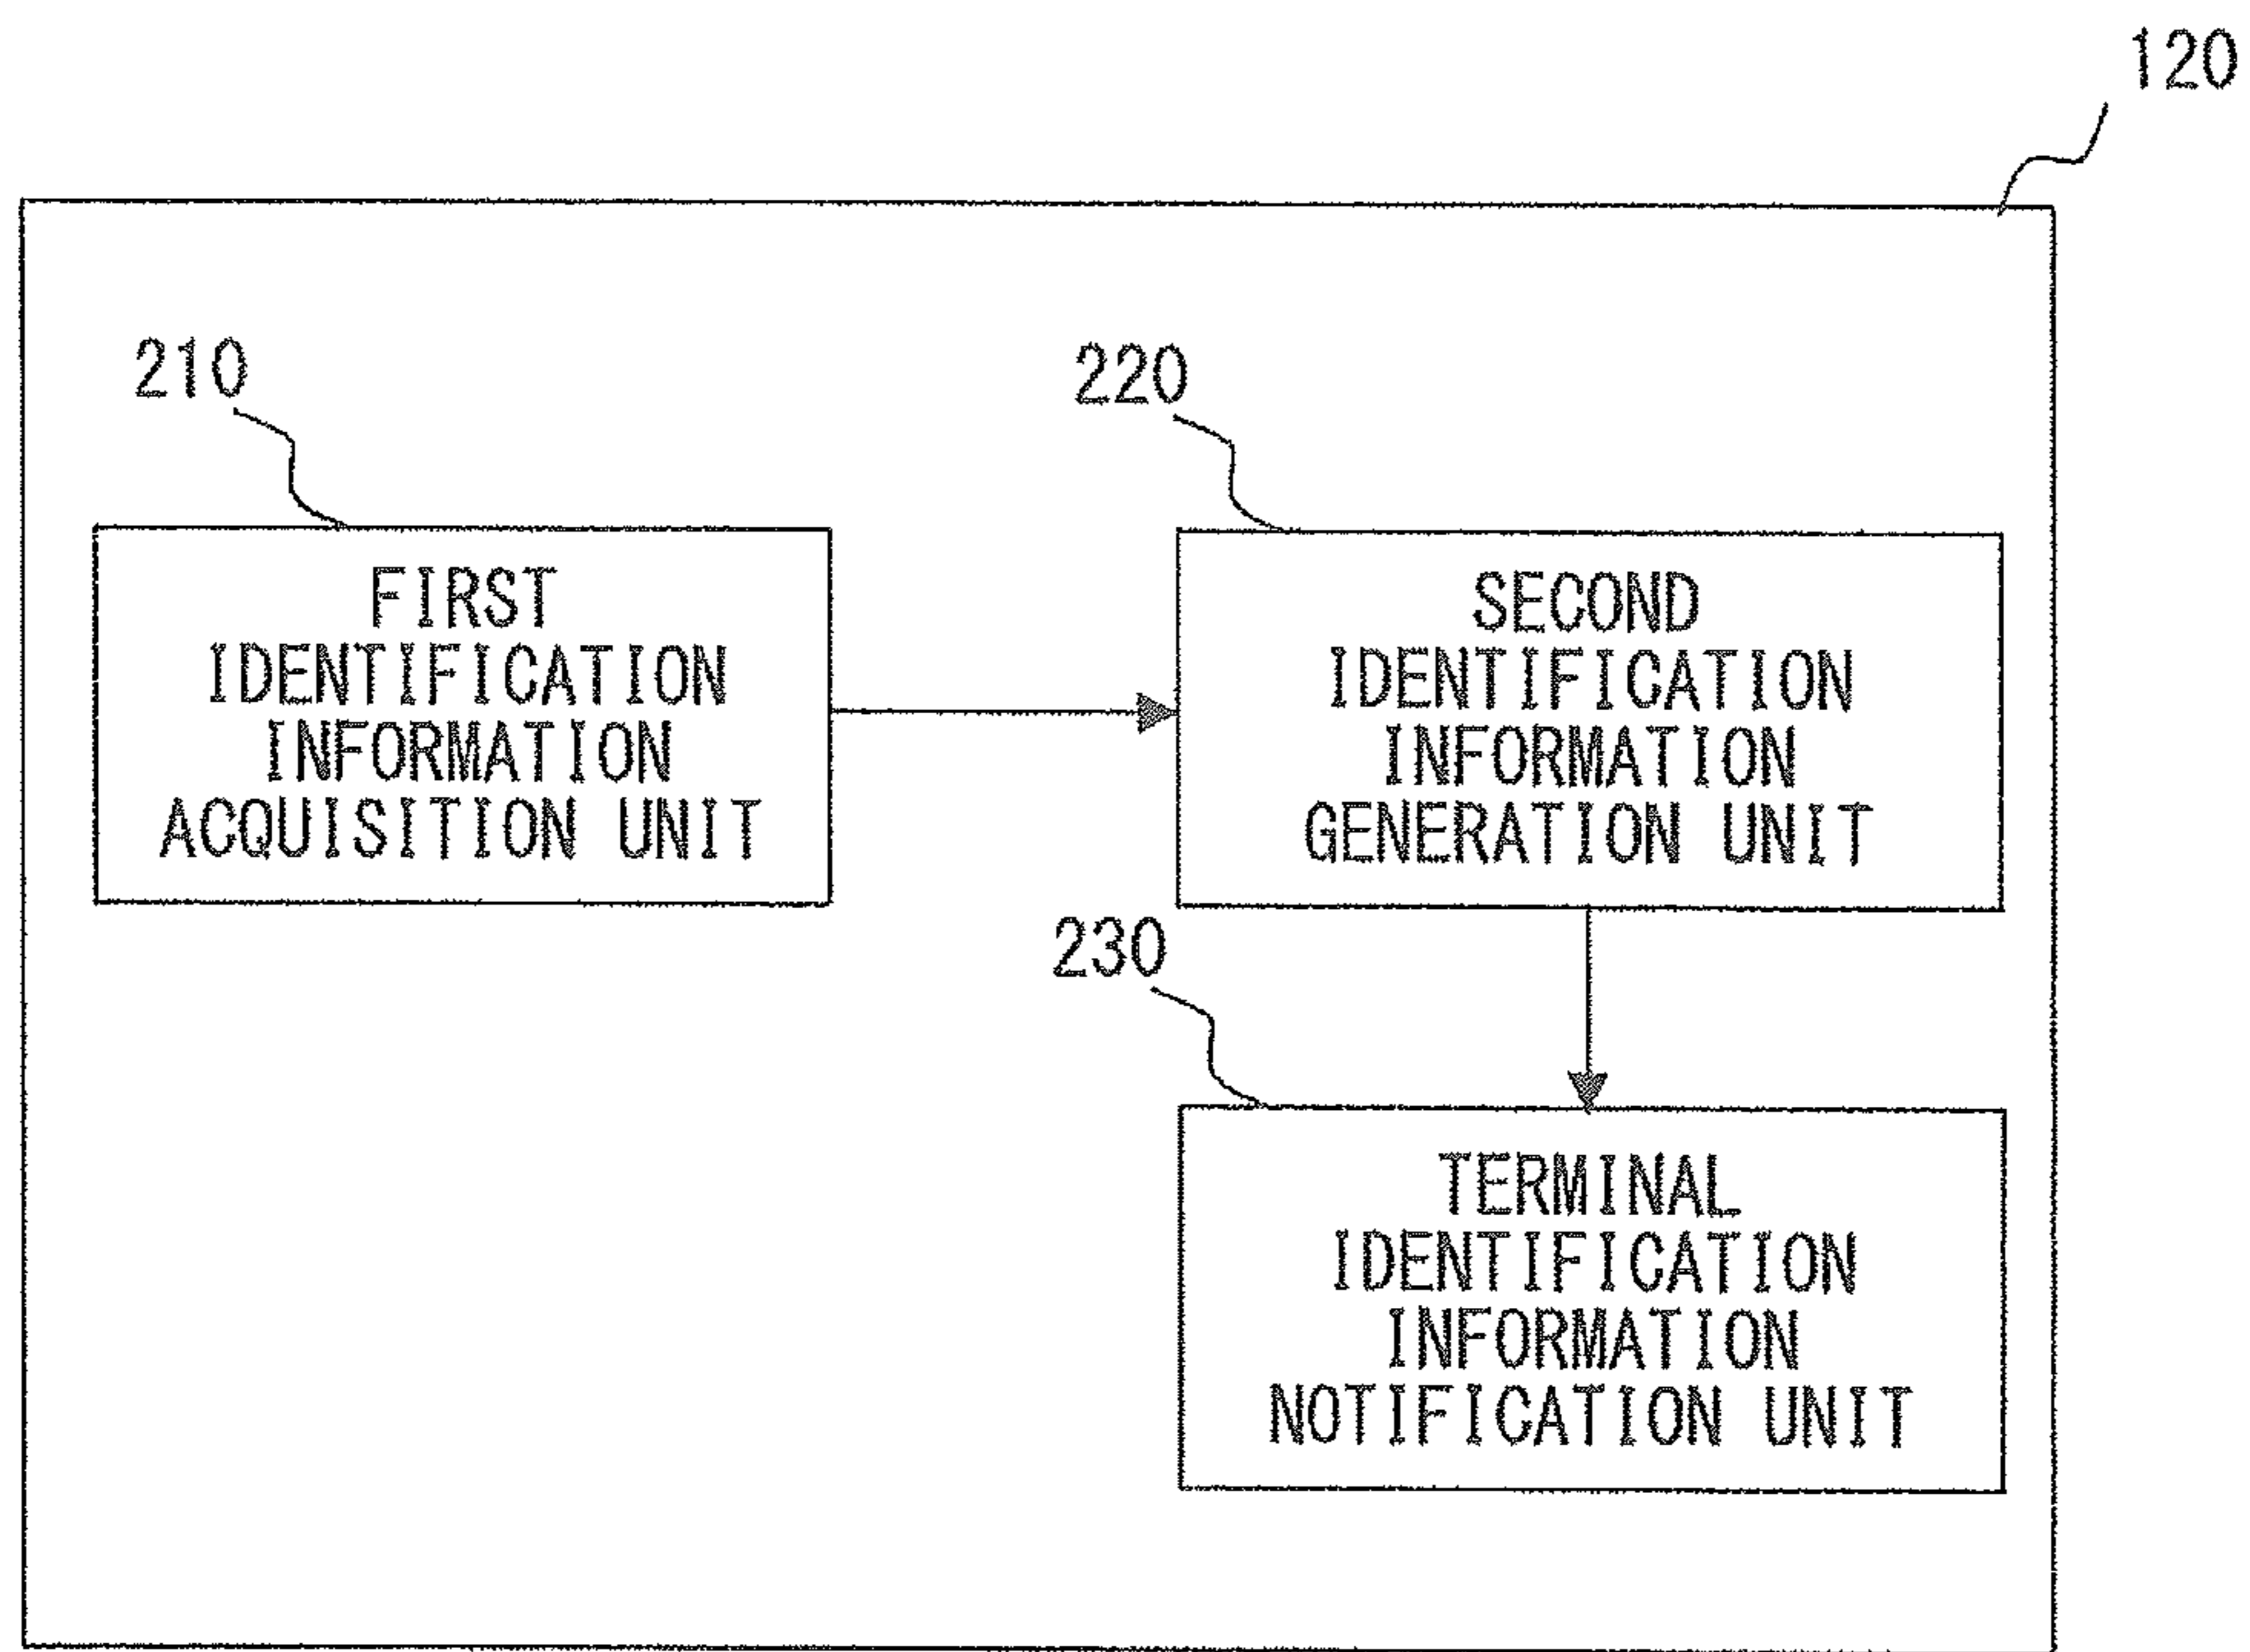 120
210
FIRST
IDENTIFICATION
INFORMATION
ACQUISITION UNIT
220
SECOND
IDENTIFICATION
INFORMATION
GENERATION UNIT
230
TERMINAL
IDENTIFICATION
INFORMATION
NOTIFICATION UNIT